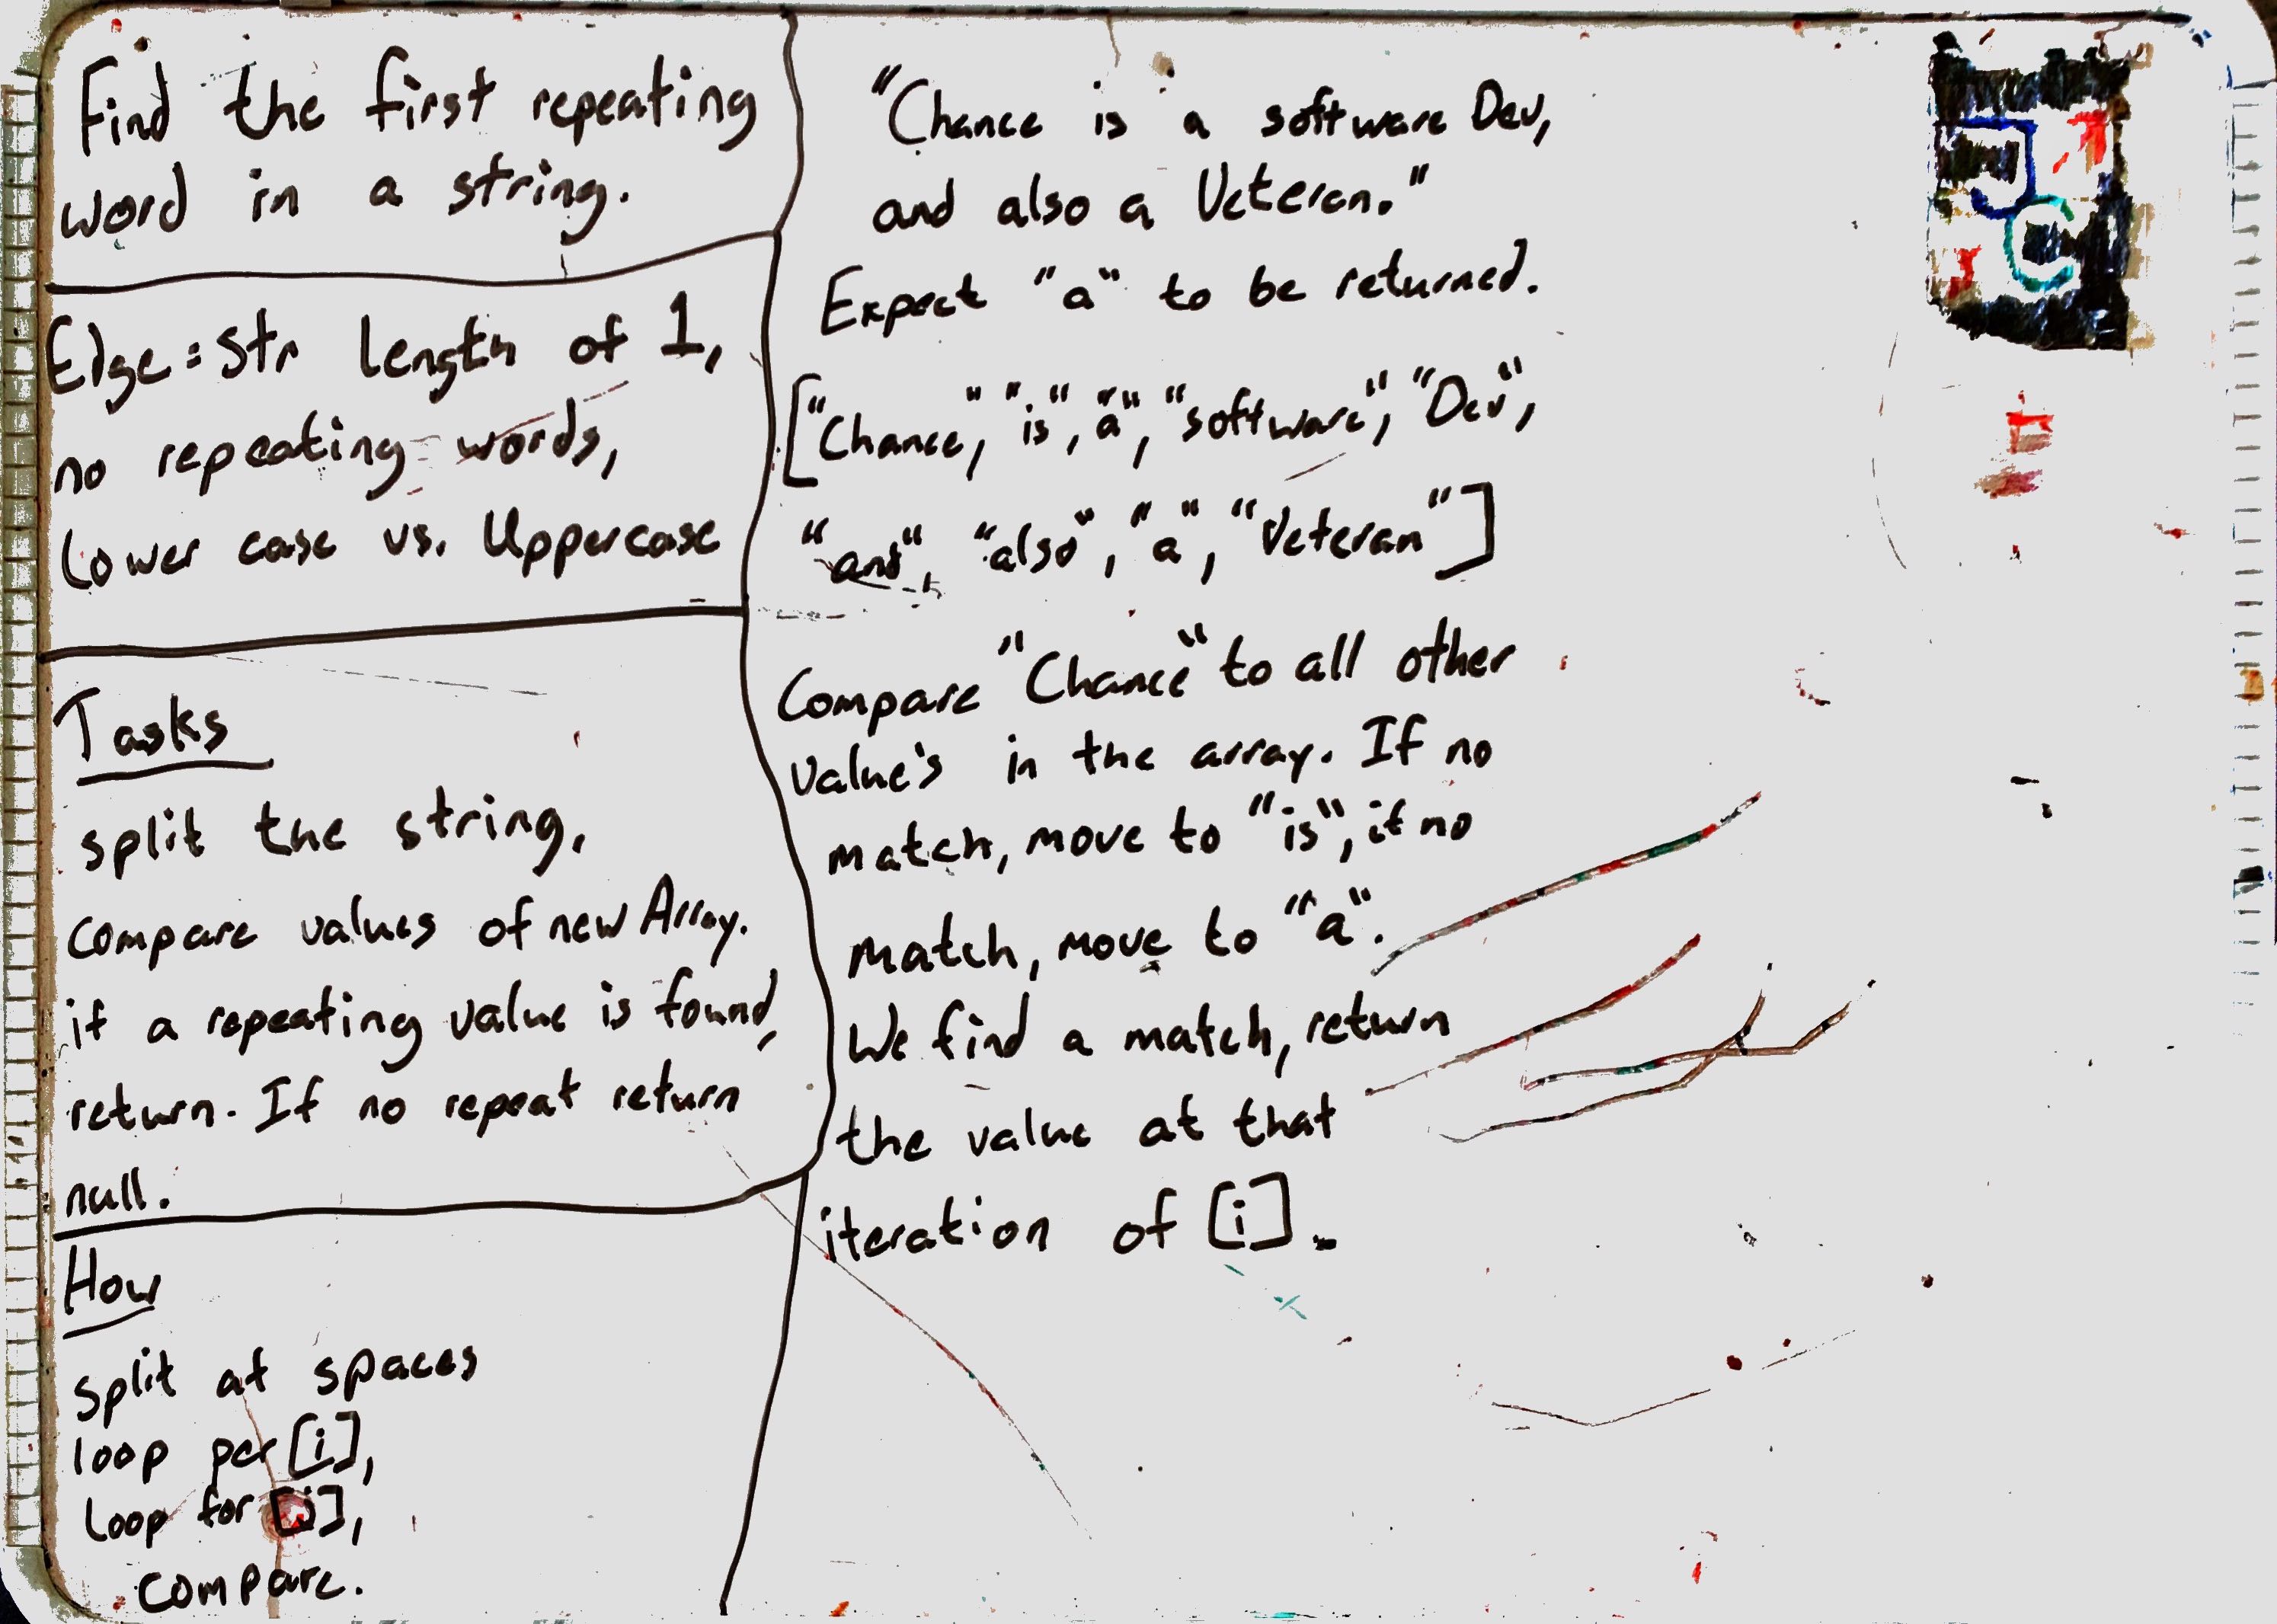 Find the first repeating
word in a string.
Edge: Str length of 1,
no repeating words,
lower case vs. Uppercase
Tasks
split the string,
compare values of new Array.
if a repeating value is found,
return. If no repeat return
null.
How
split at spaces
loop per [i],
loop for [j],
compare.
"Chance is a software Dev,
and also a Veteran."
Expect "a" to be returned.
["Chance," "is", "a", "software", "Dev",
"and", "also", "a", "Veteran"]
Compare "Chance" to all other
value's in the array. If no
match, move to "is", if no
match, move to "a".
We find a match, return
the value at that
iteration of [i].